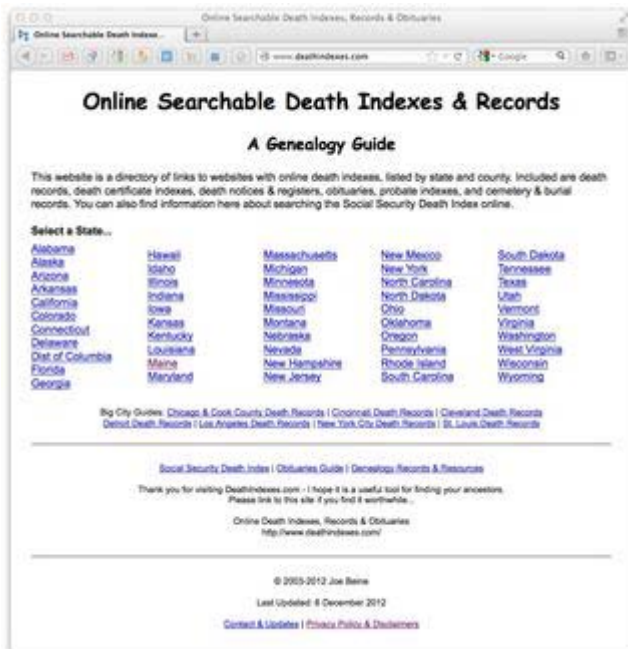 Online Searchable Death Indexes, Records & Obituaries
Online Searchable Death Indexe...
www.deathindexes.com
Google
Online Searchable Death Indexes & Records
A Genealogy Guide
This website is a directory of links to websites with online death indexes, listed by state and county. Included are death
records, death certificate indexes, death notices & registers, obituaries, probate indexes, and cemetery & burial
records. You can also find information here about searching the Social Security Death Index online.
Select a State...
Alabama
Alaska
Arizona
Arkansas
California
Colorado
Connecticut
Delaware
Dist of Columbia
Florida
Georgia
Hawaii
Idaho
Illinois
Indiana
Iowa
Kansas
Kentucky
Louisiana
Maine
Maryland
Massachusetts
Michigan
Minnesota
Mississippi
Missouri
Montana
Nebraska
Nevada
New Hampshire
New Jersey
New Mexico
New York
North Carolina
North Dakota
Ohio
Oklahoma
Oregon
Pennsylvania
Rhode Island
South Carolina
South Dakota
Tennessee
Texas
Utah
Vermont
Virginia
Washington
West Virginia
Wisconsin
Wyoming
Big City Guides: Chicago & Cook County Death Records | Cincinnati Death Records | Cleveland Death Records
Detroit Death Records | Los Angeles Death Records | New York City Death Records | St. Louis Death Records
Social Security Death Index | Obituaries Guide | Genealogy Records & Resources
Thank you for visiting DeathIndexes.com - I hope it is a useful tool for finding your ancestors.
Please link to this site if you find it worthwhile...
Online Death Indexes, Records & Obituaries
http://www.deathindexes.com/
© 2003-2012 Joe Beine
Last Updated: 6 December 2012
Contact & Updates | Privacy Policy & Disclaimers